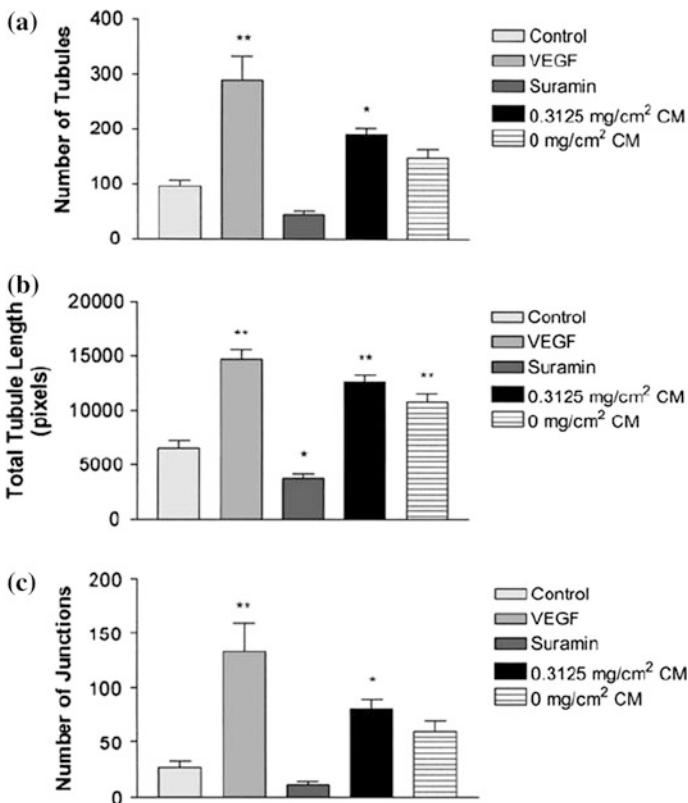 (a)
Number of Tubules
400
300
200
100
0
**
*
Control
VEGF
Suramin
0.3125 mg/cm² CM
0 mg/cm² CM
(b)
Total Tubule Length
(pixels)
20000
15000
10000
5000
0
**
*
**
**
Control
VEGF
Suramin
0.3125 mg/cm² CM
0 mg/cm² CM
(c)
Number of Junctions
200
150
100
50
0
**
*
Control
VEGF
Suramin
0.3125 mg/cm² CM
0 mg/cm² CM